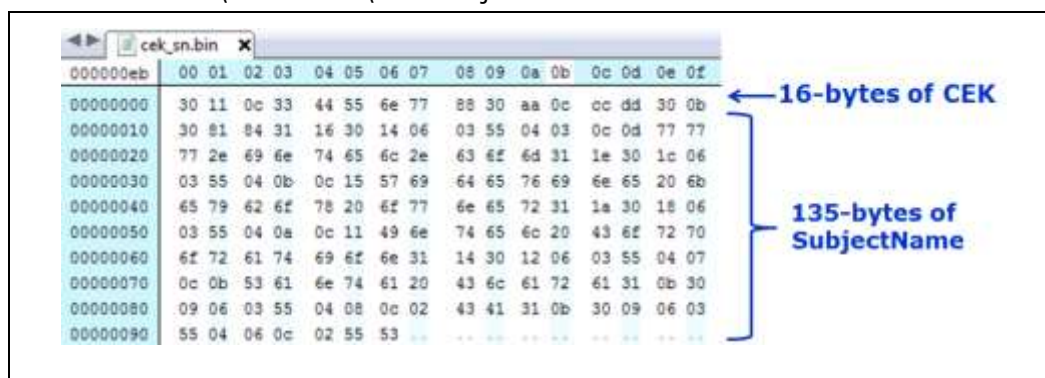 cek_sn.bin x
000000eb 00 01 02 03 04 05 06 07 08 09 0a 0b 0c 0d 0e 0f
00000000 30 11 0c 33 44 55 6e 77 88 30 aa 0c cc dd 30 0b ←16-bytes of CEK
00000010 30 81 84 31 16 30 14 06 03 55 04 03 0c 0d 77 77
00000020 77 2e 69 6e 74 65 6c 2e 63 6f 6d 31 1e 30 1c 06
00000030 03 55 04 0b 0c 15 57 69 64 65 76 69 6e 65 20 6b
00000040 65 79 62 6f 78 20 6f 77 6e 65 72 31 1a 30 18 06
135-bytes of
00000050 03 55 04 0a 0c 11 49 6e 74 65 6c 20 43 6f 72 70
SubjectName
00000060 6f 72 61 74 69 6f 6e 31 14 30 12 06 03 55 04 07
00000070 0c 0b 53 61 6e 74 61 20 43 6c 61 72 61 31 0b 30
00000080 09 06 03 55 04 08 0c 02 43 41 31 0b 30 09 06 03
00000090 55 04 06 0c 02 55 53 .. .. .. .. .. .. .. .. ..